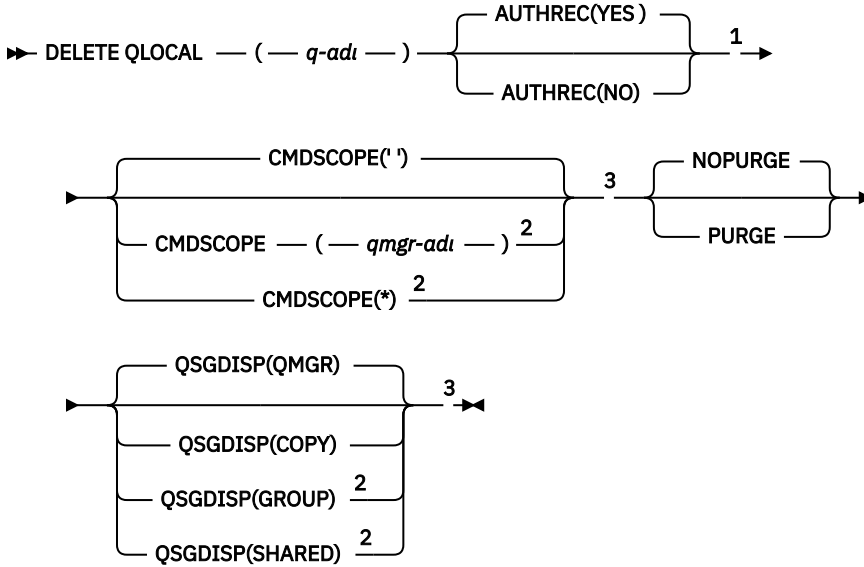 AUTHREC(YES )
DELETE QLOCAL ( q-adı ) 1
AUTHREC(NO)
CMDSCOPE(' ')
3 NOPURGE
CMDSCOPE ( qmgr-adı ) 2
PURGE
CMDSCOPE(*) 2
QSGDISP(QMGR)
3
QSGDISP(COPY)
QSGDISP(GROUP) 2
QSGDISP(SHARED) 2